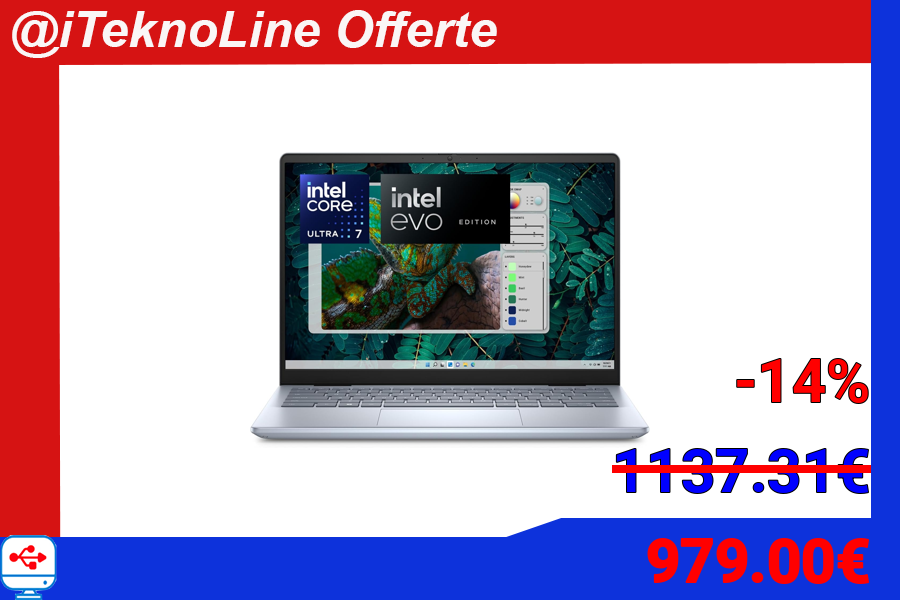 @iTeknoLine Offerte
intel
CORE
ULTRA 7
intel
evo EDITION
-14%
1137.31€
979.00€